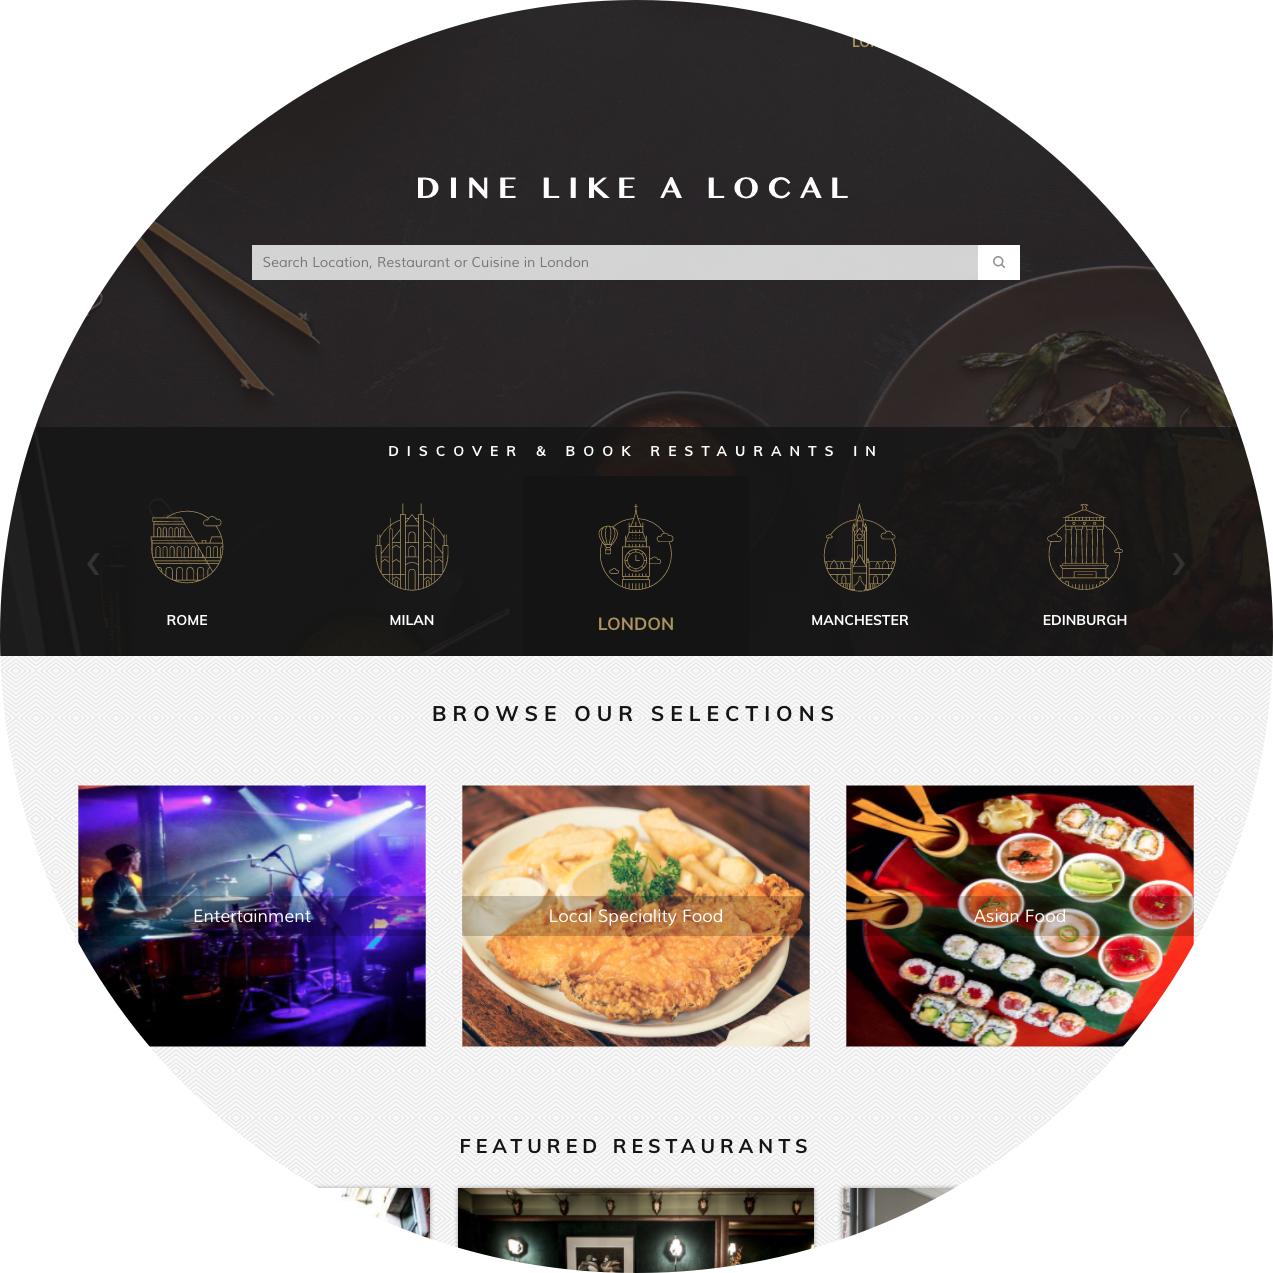 DINE LIKE A LOCAL
Search Location, Restaurant or Cuisine in London
DISCOVER & BOOK RESTAURANTS IN
ROME
MILAN
LONDON
MANCHESTER
EDINBURGH
BROWSE OUR SELECTIONS
Entertainment
Local Speciality Food
Asian Food
FEATURED RESTAURANTS